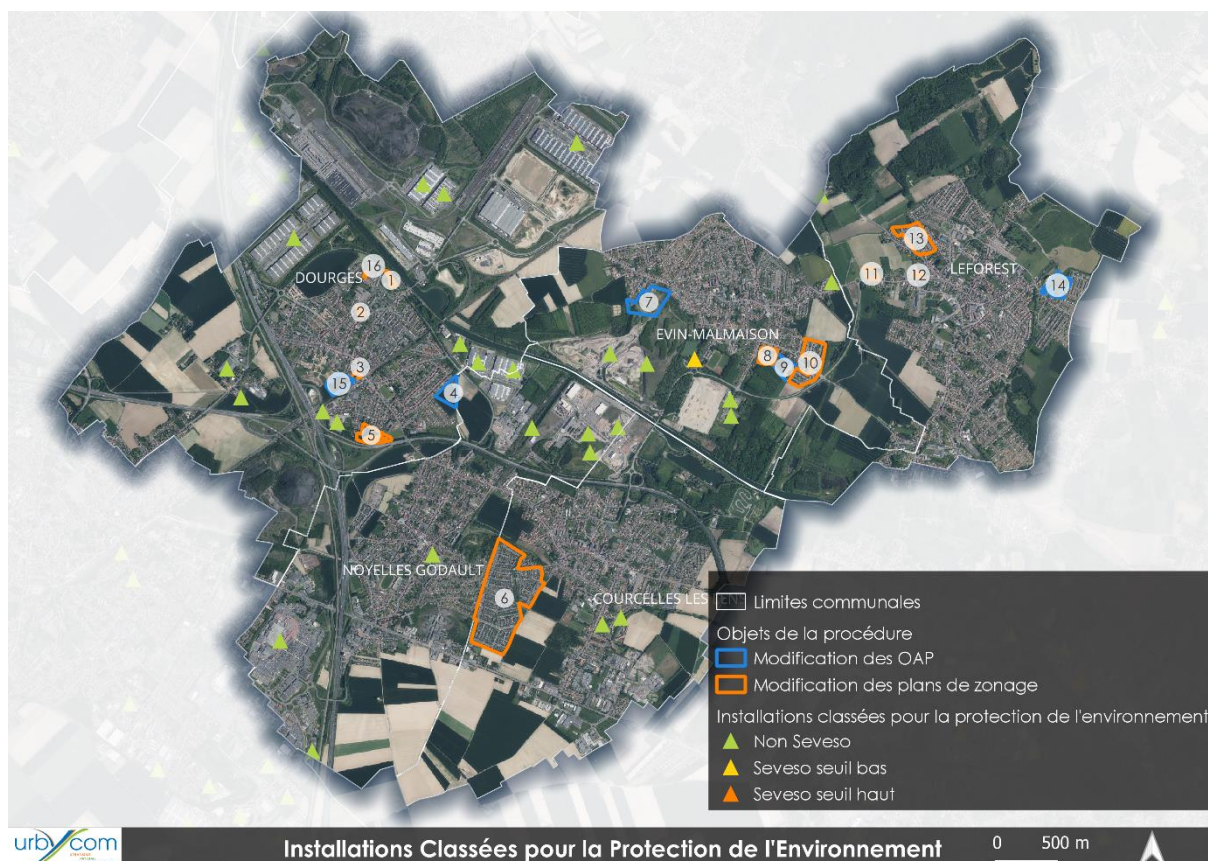 DOURGES
16
1
2
3
15
4
5
7
EVIN-MALMAISON
8
9
10
13
11
12
LEFOREST
14
NOYELLES GODAULT
6
COURCELLES LES
Limites communales
Objets de la procédure
Modification des OAP
Modification des plans de zonage
Installations classées pour la protection de l'environnement
Non Seveso
Seveso seuil bas
Seveso seuil haut
urbycom
Installations Classées pour la Protection de l'Environnement
0 500 m